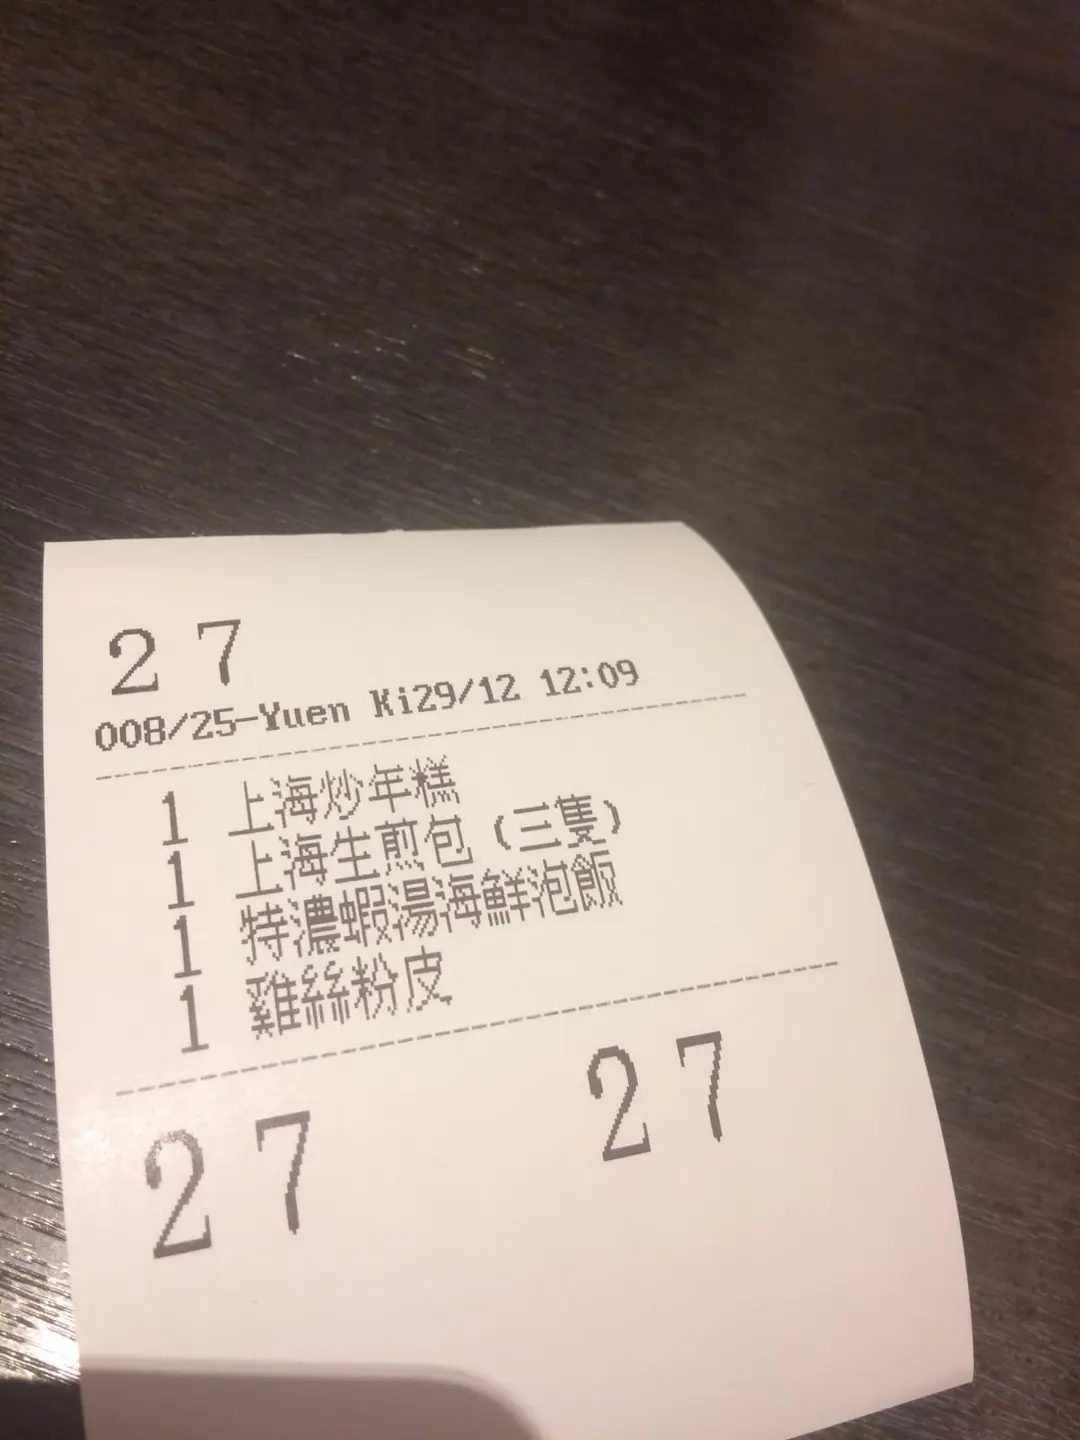 27
008/25-Yuen Ki29/12 12:09
1 上海炒年糕
1 上海生煎包(三隻)
1 特濃蝦湯海鮮泡飯
1 雞絲粉皮
27 27